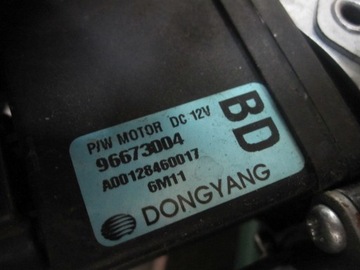 P/W MOTOR DC 12V
96673004
A00128460017
6M11
BD
DONGYANG